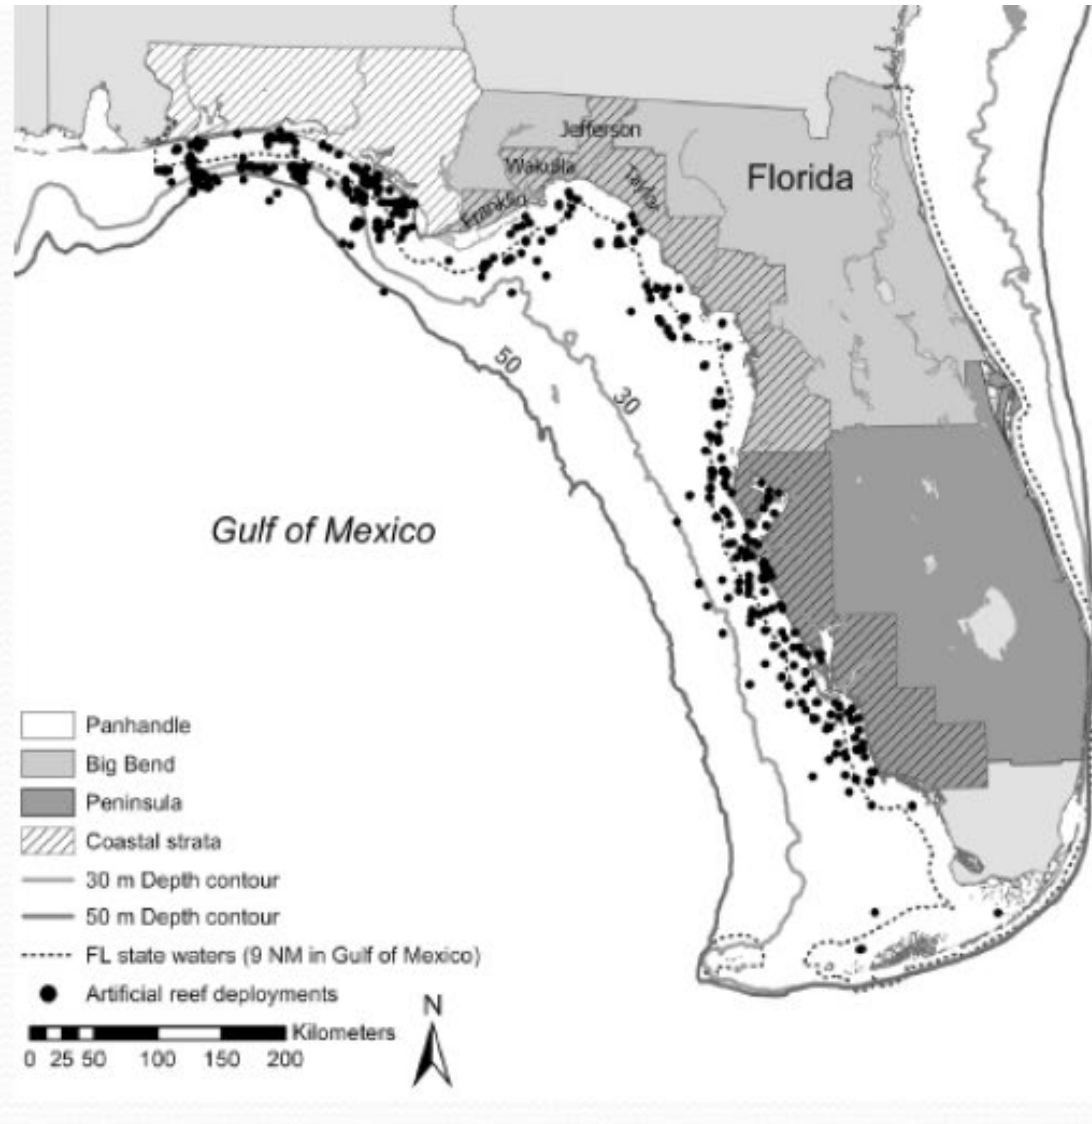 Jefferson
Wakulla
Taylor
Franklin
Florida
50
30
Gulf of Mexico
Panhandle
Big Bend
Peninsula
Coastal strata
30 m Depth contour
50 m Depth contour
FL state waters (9 NM in Gulf of Mexico)
Artificial reef deployments
N
Kilometers
0 25 50 100 150 200